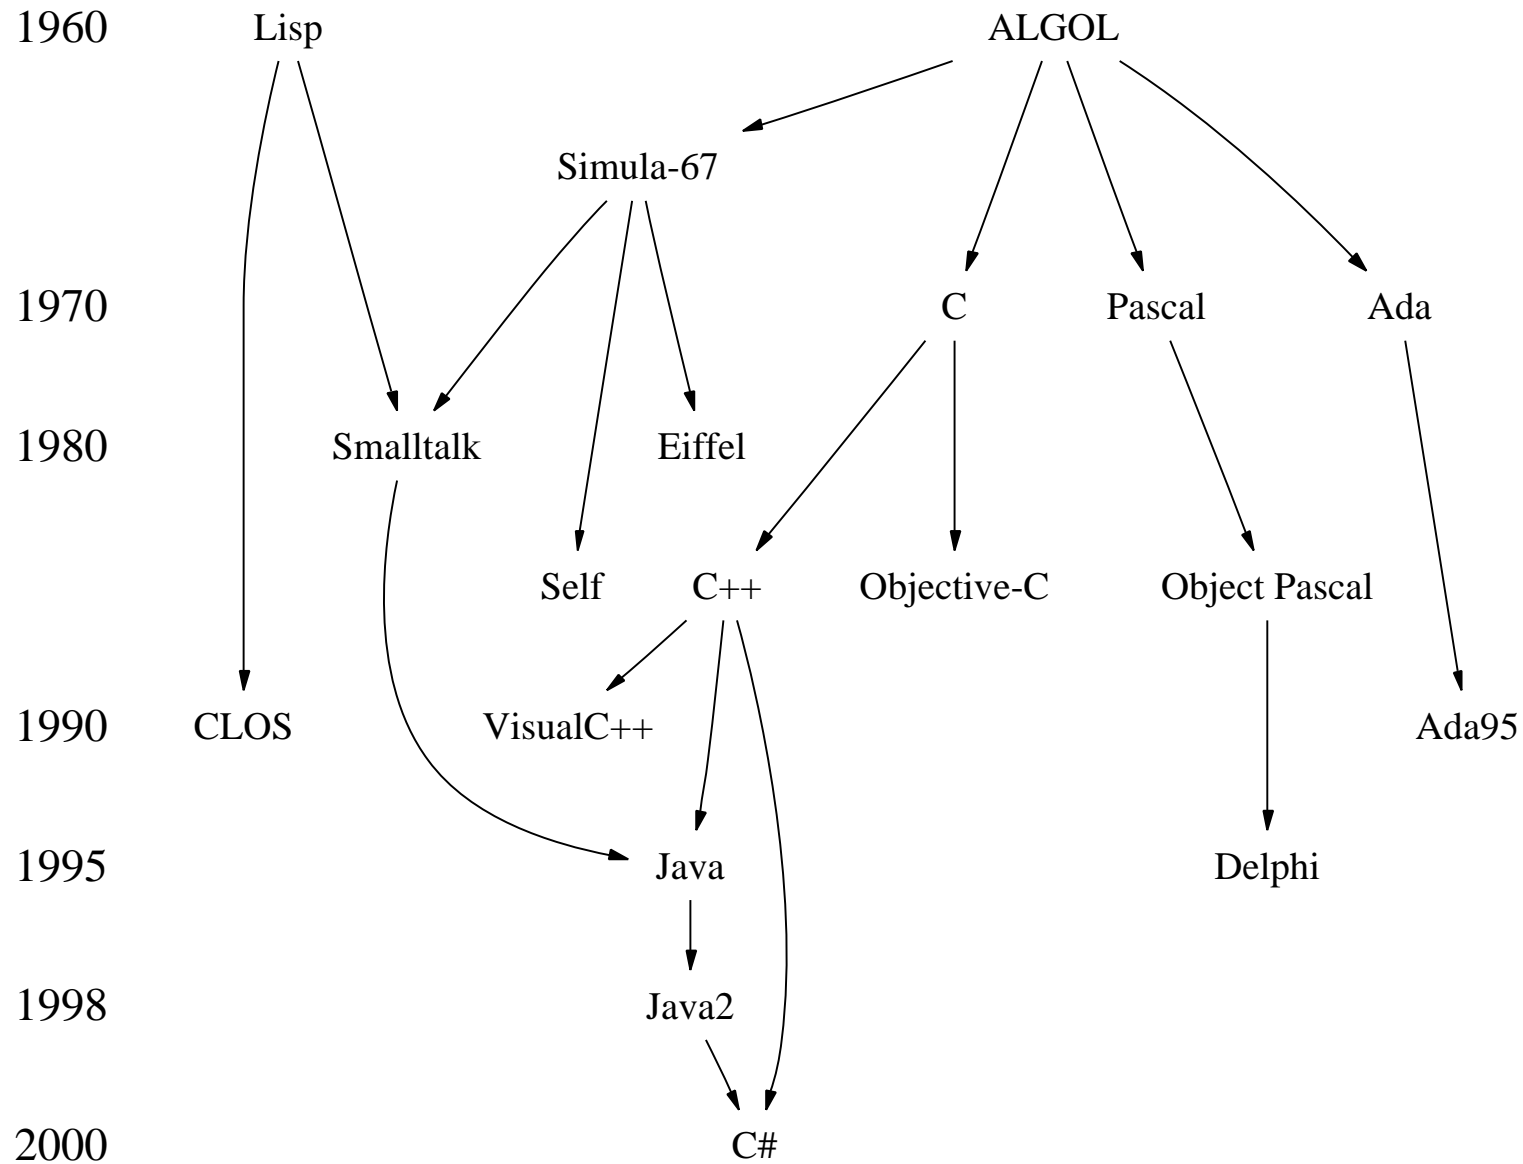 1960 Lisp ALGOL
Simula-67
1970 C Pascal Ada
1980 Smalltalk Eiffel
Self C++ Objective-C Object Pascal
1990 CLOS VisualC++ Ada95
1995 Java Delphi
1998 Java2
2000 C#